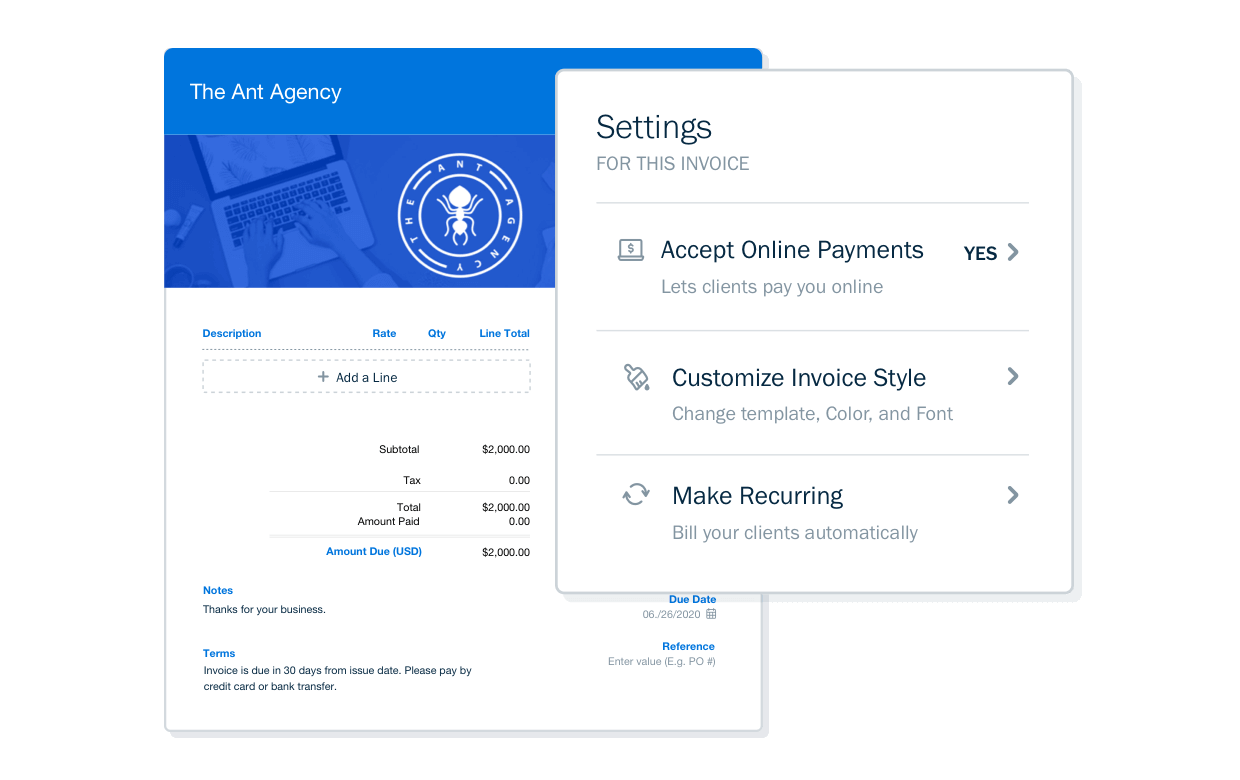 The Ant Agency
THE ANT AGENCY
Description Rate Qty Line Total
+ Add a Line
Subtotal $2,000.00
Tax 0.00
Total $2,000.00
Amount Paid 0.00
Amount Due (USD) $2,000.00
Notes
Thanks for your business.
Terms
Invoice is due in 30 days from issue date. Please pay by
credit card or bank transfer.
Due Date
06./26/2020
Reference
Enter value (E.g. PO #)
Settings
FOR THIS INVOICE
$
Accept Online Payments YES
Lets clients pay you online
Customize Invoice Style
Change template, Color, and Font
Make Recurring
Bill your clients automatically